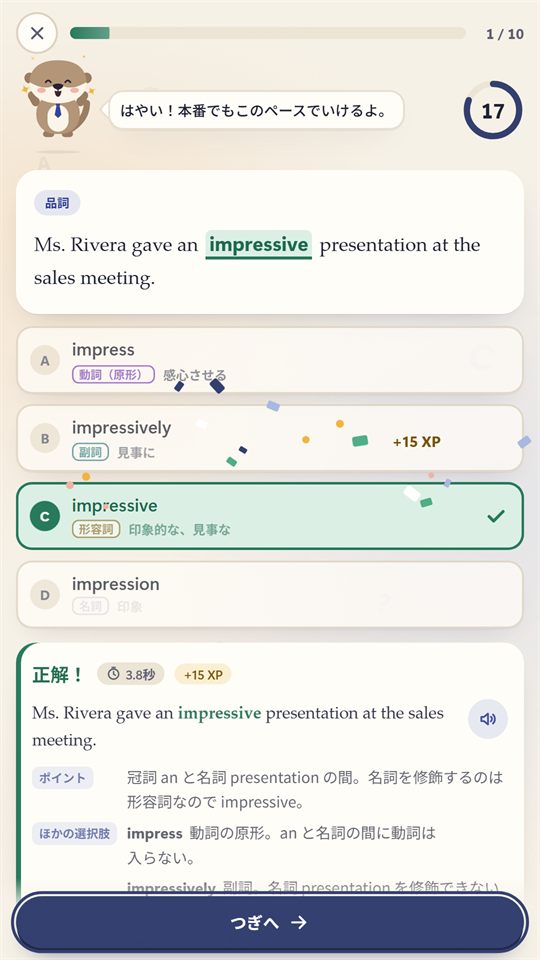 1 / 10
はやい！本番でもこのペースでいけるよ。
17
品詞
Ms. Rivera gave an impressive presentation at the
sales meeting.
A
impress
動詞（原形） 感心させる
B
impressively
副詞 見事に
+15 XP
C
impressive
形容詞 印象的な、見事な
D
impression
名詞 印象
正解！ 3.8秒 +15 XP
Ms. Rivera gave an impressive presentation at the sales
meeting.
ポイント 冠詞 an と名詞 presentation の間。名詞を修飾するのは
形容詞なので impressive。
ほかの選択肢 impress 動詞の原形。an と名詞の間に動詞は
入らない。
impressively 副詞。名詞 presentation を修飾できない
つぎへ →